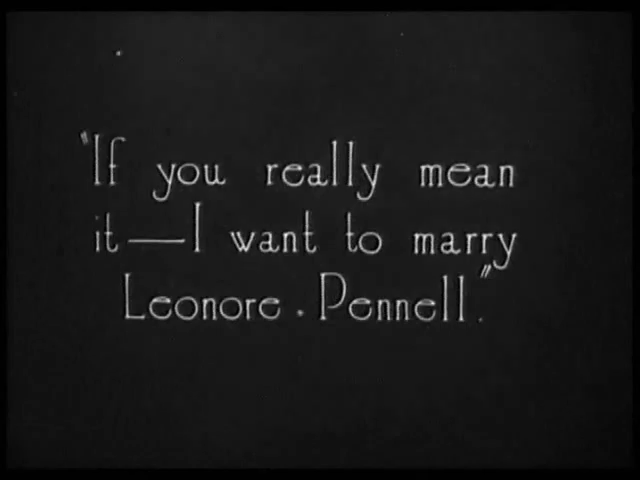 "If you really mean
it—I want to marry
Leonore . Pennell."